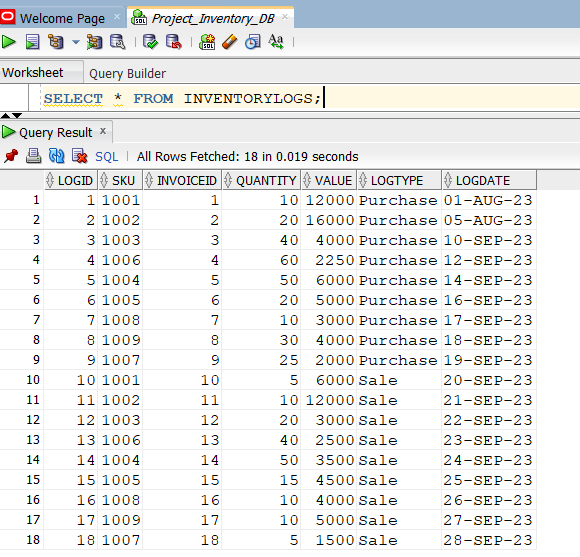 Welcome Page × Project_Inventory_DB ×
SQL SQL Aa
Worksheet Query Builder
SELECT * FROM INVENTORYLOGS;
Query Result x
SQL | All Rows Fetched: 18 in 0.019 seconds
LOGID SKU INVOICEID QUANTITY VALUE LOGTYPE LOGDATE
1 1 1001 1 10 12000 Purchase 01-AUG-23
2 2 1002 2 20 16000 Purchase 05-AUG-23
3 3 1003 3 40 4000 Purchase 10-SEP-23
4 4 1006 4 60 2250 Purchase 12-SEP-23
5 5 1004 5 50 6000 Purchase 14-SEP-23
6 6 1005 6 20 5000 Purchase 16-SEP-23
7 7 1008 7 10 3000 Purchase 17-SEP-23
8 8 1009 8 30 4000 Purchase 18-SEP-23
9 9 1007 9 25 2000 Purchase 19-SEP-23
10 10 1001 10 5 6000 Sale 20-SEP-23
11 11 1002 11 10 12000 Sale 21-SEP-23
12 12 1003 12 20 3000 Sale 22-SEP-23
13 13 1006 13 40 2500 Sale 23-SEP-23
14 14 1004 14 50 3500 Sale 24-SEP-23
15 15 1005 15 15 4500 Sale 25-SEP-23
16 16 1008 16 10 4000 Sale 26-SEP-23
17 17 1009 17 10 5000 Sale 27-SEP-23
18 18 1007 18 5 1500 Sale 28-SEP-23